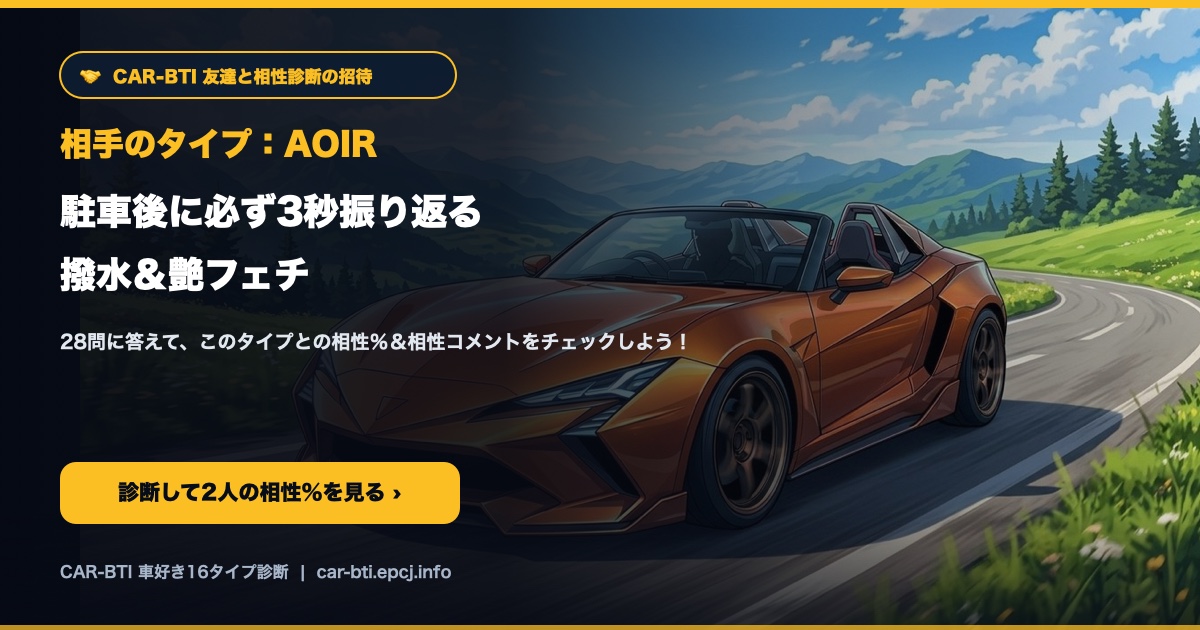 CAR-BTI 友達と相性診断の招待
相手のタイプ：AOIR
駐車後に必ず3秒振り返る
撥水＆艶フェチ
28問に答えて、このタイプとの相性%＆相性コメントをチェックしよう！
診断して2人の相性%を見る ›
CAR-BTI 車好き16タイプ診断 | car-bti.epcj.info